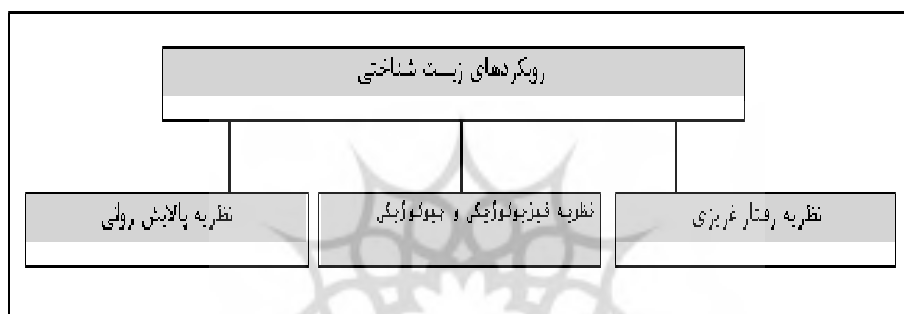 رویکردهای زیست شناختی
نظریه رفتار غریزی
نظریه فیزیولوژیکی و بیولوژیکی
نظریه پالایش روانی